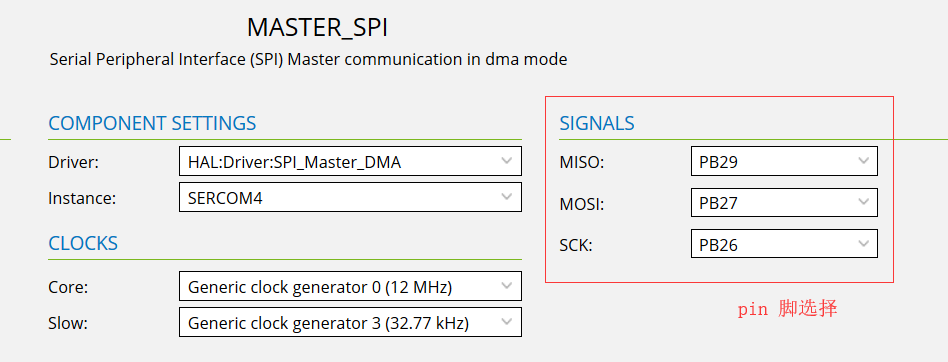 MASTER_SPI
Serial Peripheral Interface (SPI) Master communication in dma mode
COMPONENT SETTINGS
Driver: HAL:Driver:SPI_Master_DMA
Instance: SERCOM4
CLOCKS
Core: Generic clock generator 0 (12 MHz)
Slow: Generic clock generator 3 (32.77 kHz)
SIGNALS
MISO: PB29
MOSI: PB27
SCK: PB26
pin 脚选择